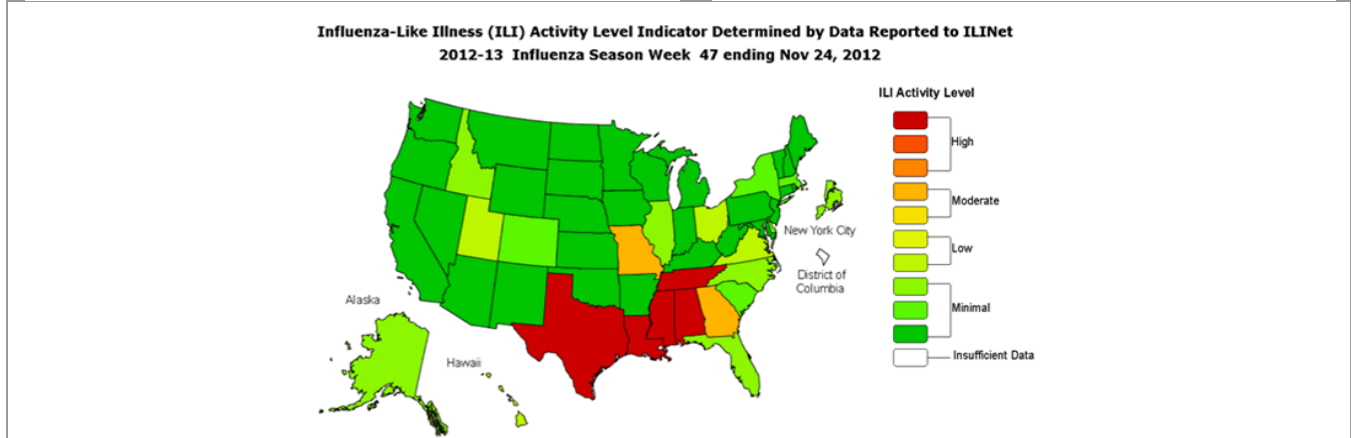 Influenza-Like Illness (ILI) Activity Level Indicator Determined by Data Reported to ILINet
2012-13 Influenza Season Week 47 ending Nov 24, 2012
ILI Activity Level
High
Moderate
Low
Minimal
Insufficient Data
New York City
District of
Columbia
Alaska
Hawaii